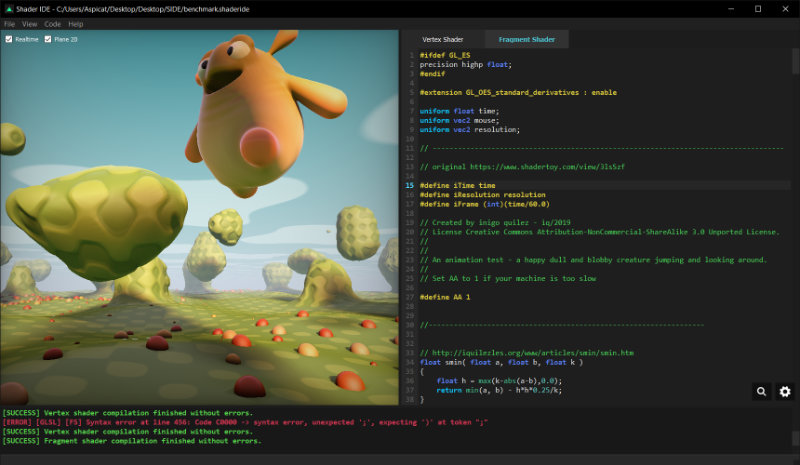 Shader IDE - C:/Users/Aspicat/Desktop/Desktop/SIDE/benchmark.shaderide
File View Code Help
Realtime Plane 2D
Vertex Shader Fragment Shader
1 #ifdef GL_ES
2 precision highp float;
3 #endif
4
5 #extension GL_OES_standard_derivatives : enable
6
7 uniform float time;
8 uniform vec2 mouse;
9 uniform vec2 resolution;
10
11 // -------------------------------------------------------------------------------------
12
13 // original https://www.shadertoy.com/view/3lsSzf
14
15 #define iTime time
16 #define iResolution resolution
17 #define iFrame (int)(time/60.0)
18
19 // Created by inigo quilez - iq/2019
20 // License Creative Commons Attribution-NonCommercial-ShareAlike 3.0 Unported License.
21 //
22 //
23 // An animation test - a happy dull and blobby creature jumping and looking around.
24 //
25 // Set AA to 1 if your machine is too slow
26
27 #define AA 1
28
29
30 //------------------------------------------------------------------
31
32
33 // http://iquilezles.org/www/articles/smin/smin.htm
34 float smin( float a, float b, float k )
35 {
36 float h = max(k-abs(a-b),0.0);
37 return min(a, b) - h*h*0.25/k;
38 }
[SUCCESS] Vertex shader compilation finished without errors.
[ERROR] [GLSL] [FS] Syntax error at line 456: Code C0000 -> syntax error, unexpected ';', expecting ')' at token ";"
[SUCCESS] Vertex shader compilation finished without errors.
[SUCCESS] Fragment shader compilation finished without errors.